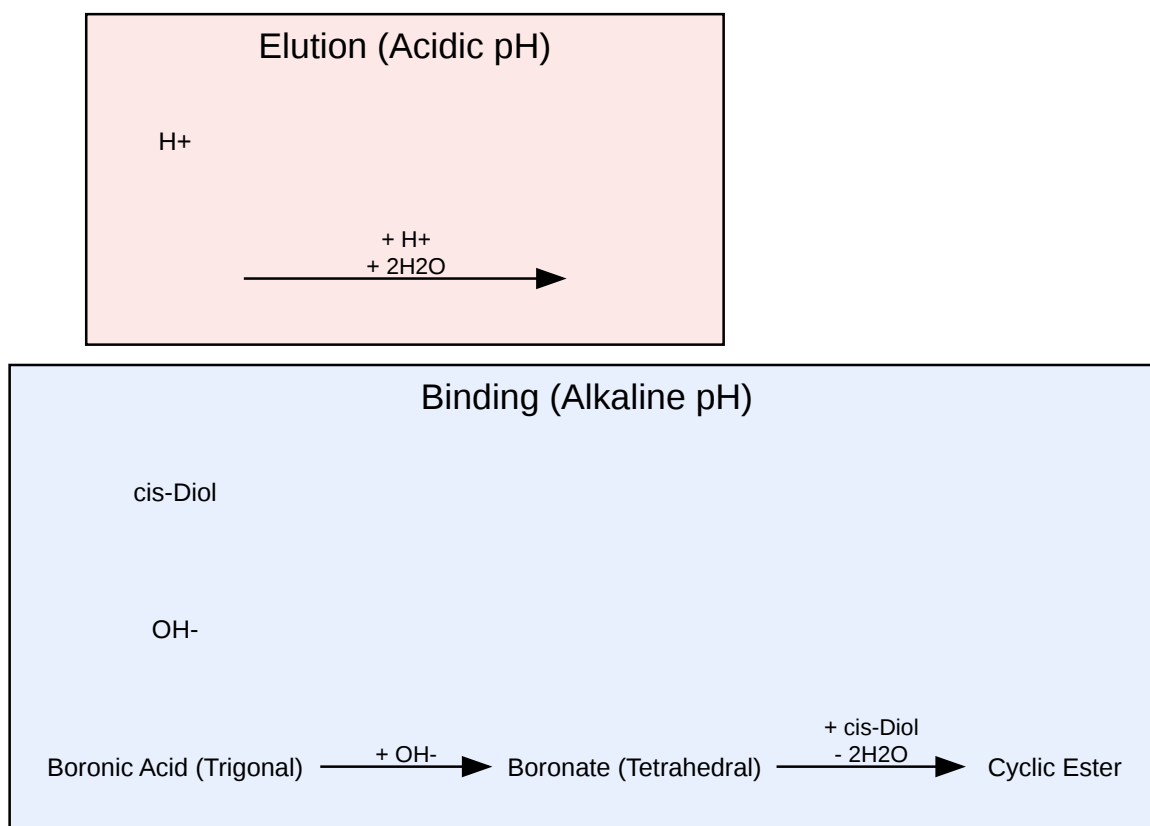 Elution (Acidic pH)
H+
+ H+
+ 2H2O
Binding (Alkaline pH)
cis-Diol
OH-
Boronic Acid (Trigonal)
+ OH-
Boronate (Tetrahedral)
+ cis-Diol
- 2H2O
Cyclic Ester